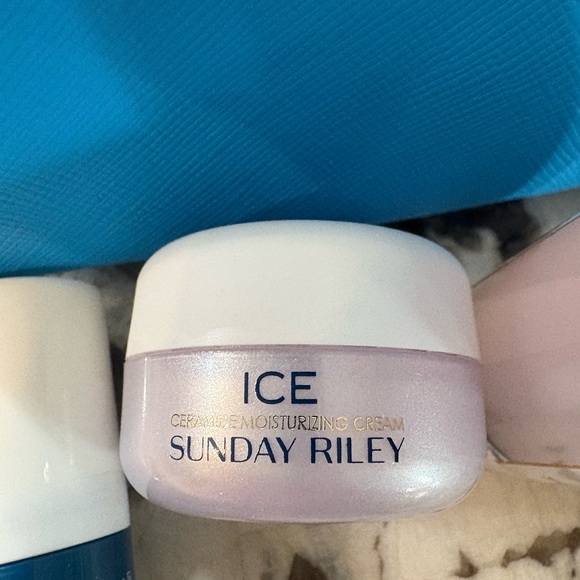 ICE
CERAMIDE MOISTURIZING CREAM
SUNDAY RILEY